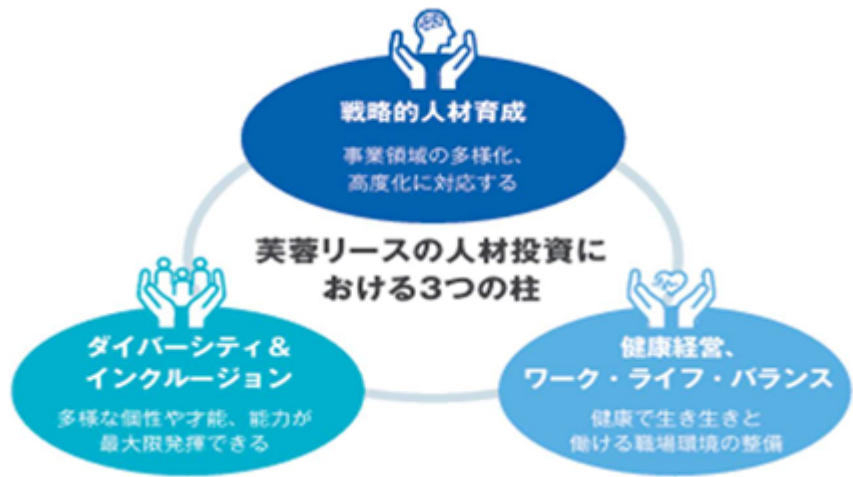 戦略的人材育成
事業領域の多様化、
高度化に対応する
芙蓉リースの人材投資に
おける3つの柱
ダイバーシティ&
インクルージョン
多様な個性や才能、能力が
最大限発揮できる
健康経営、
ワーク・ライフ・バランス
健康で生き生きと
働ける職場環境の整備